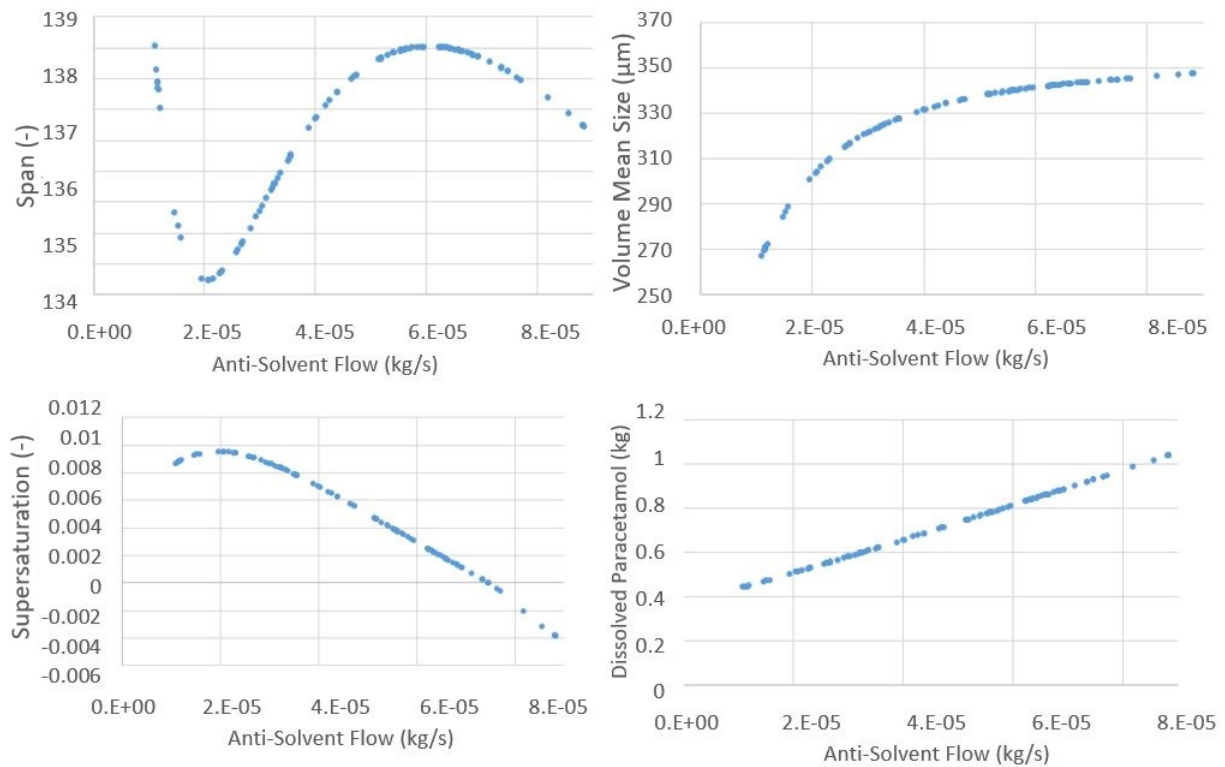 139
138
137
136
135
134
Span (-)
0.E+00 2.E-05 4.E-05 6.E-05 8.E-05
Anti-Solvent Flow (kg/s)
370
350
330
310
290
270
250
Volume Mean Size (μm)
0.E+00 2.E-05 4.E-05 6.E-05 8.E-05
Anti-Solvent Flow (kg/s)
0.012
0.01
0.008
0.006
0.004
0.002
0
-0.002
-0.004
-0.006
Supersaturation (-)
0.E+00 2.E-05 4.E-05 6.E-05 8.E-05
Anti-Solvent Flow (kg/s)
1.2
1
0.8
0.6
0.4
0.2
0
Dissolved Paracetamol (kg)
0.E+00 2.E-05 4.E-05 6.E-05 8.E-05
Anti-Solvent Flow (kg/s)